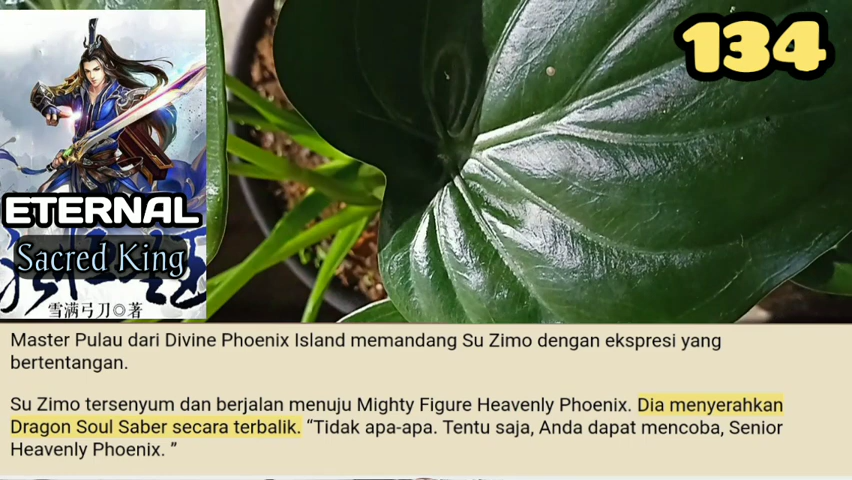 134
ETERNAL
Sacred King
雪满弓刀◎著
Master Pulau dari Divine Phoenix Island memandang Su Zimo dengan ekspresi yang
bertentangan.
Su Zimo tersenyum dan berjalan menuju Mighty Figure Heavenly Phoenix. Dia menyerahkan
Dragon Soul Saber secara terbalik. “Tidak apa-apa. Tentu saja, Anda dapat mencoba, Senior
Heavenly Phoenix. ”